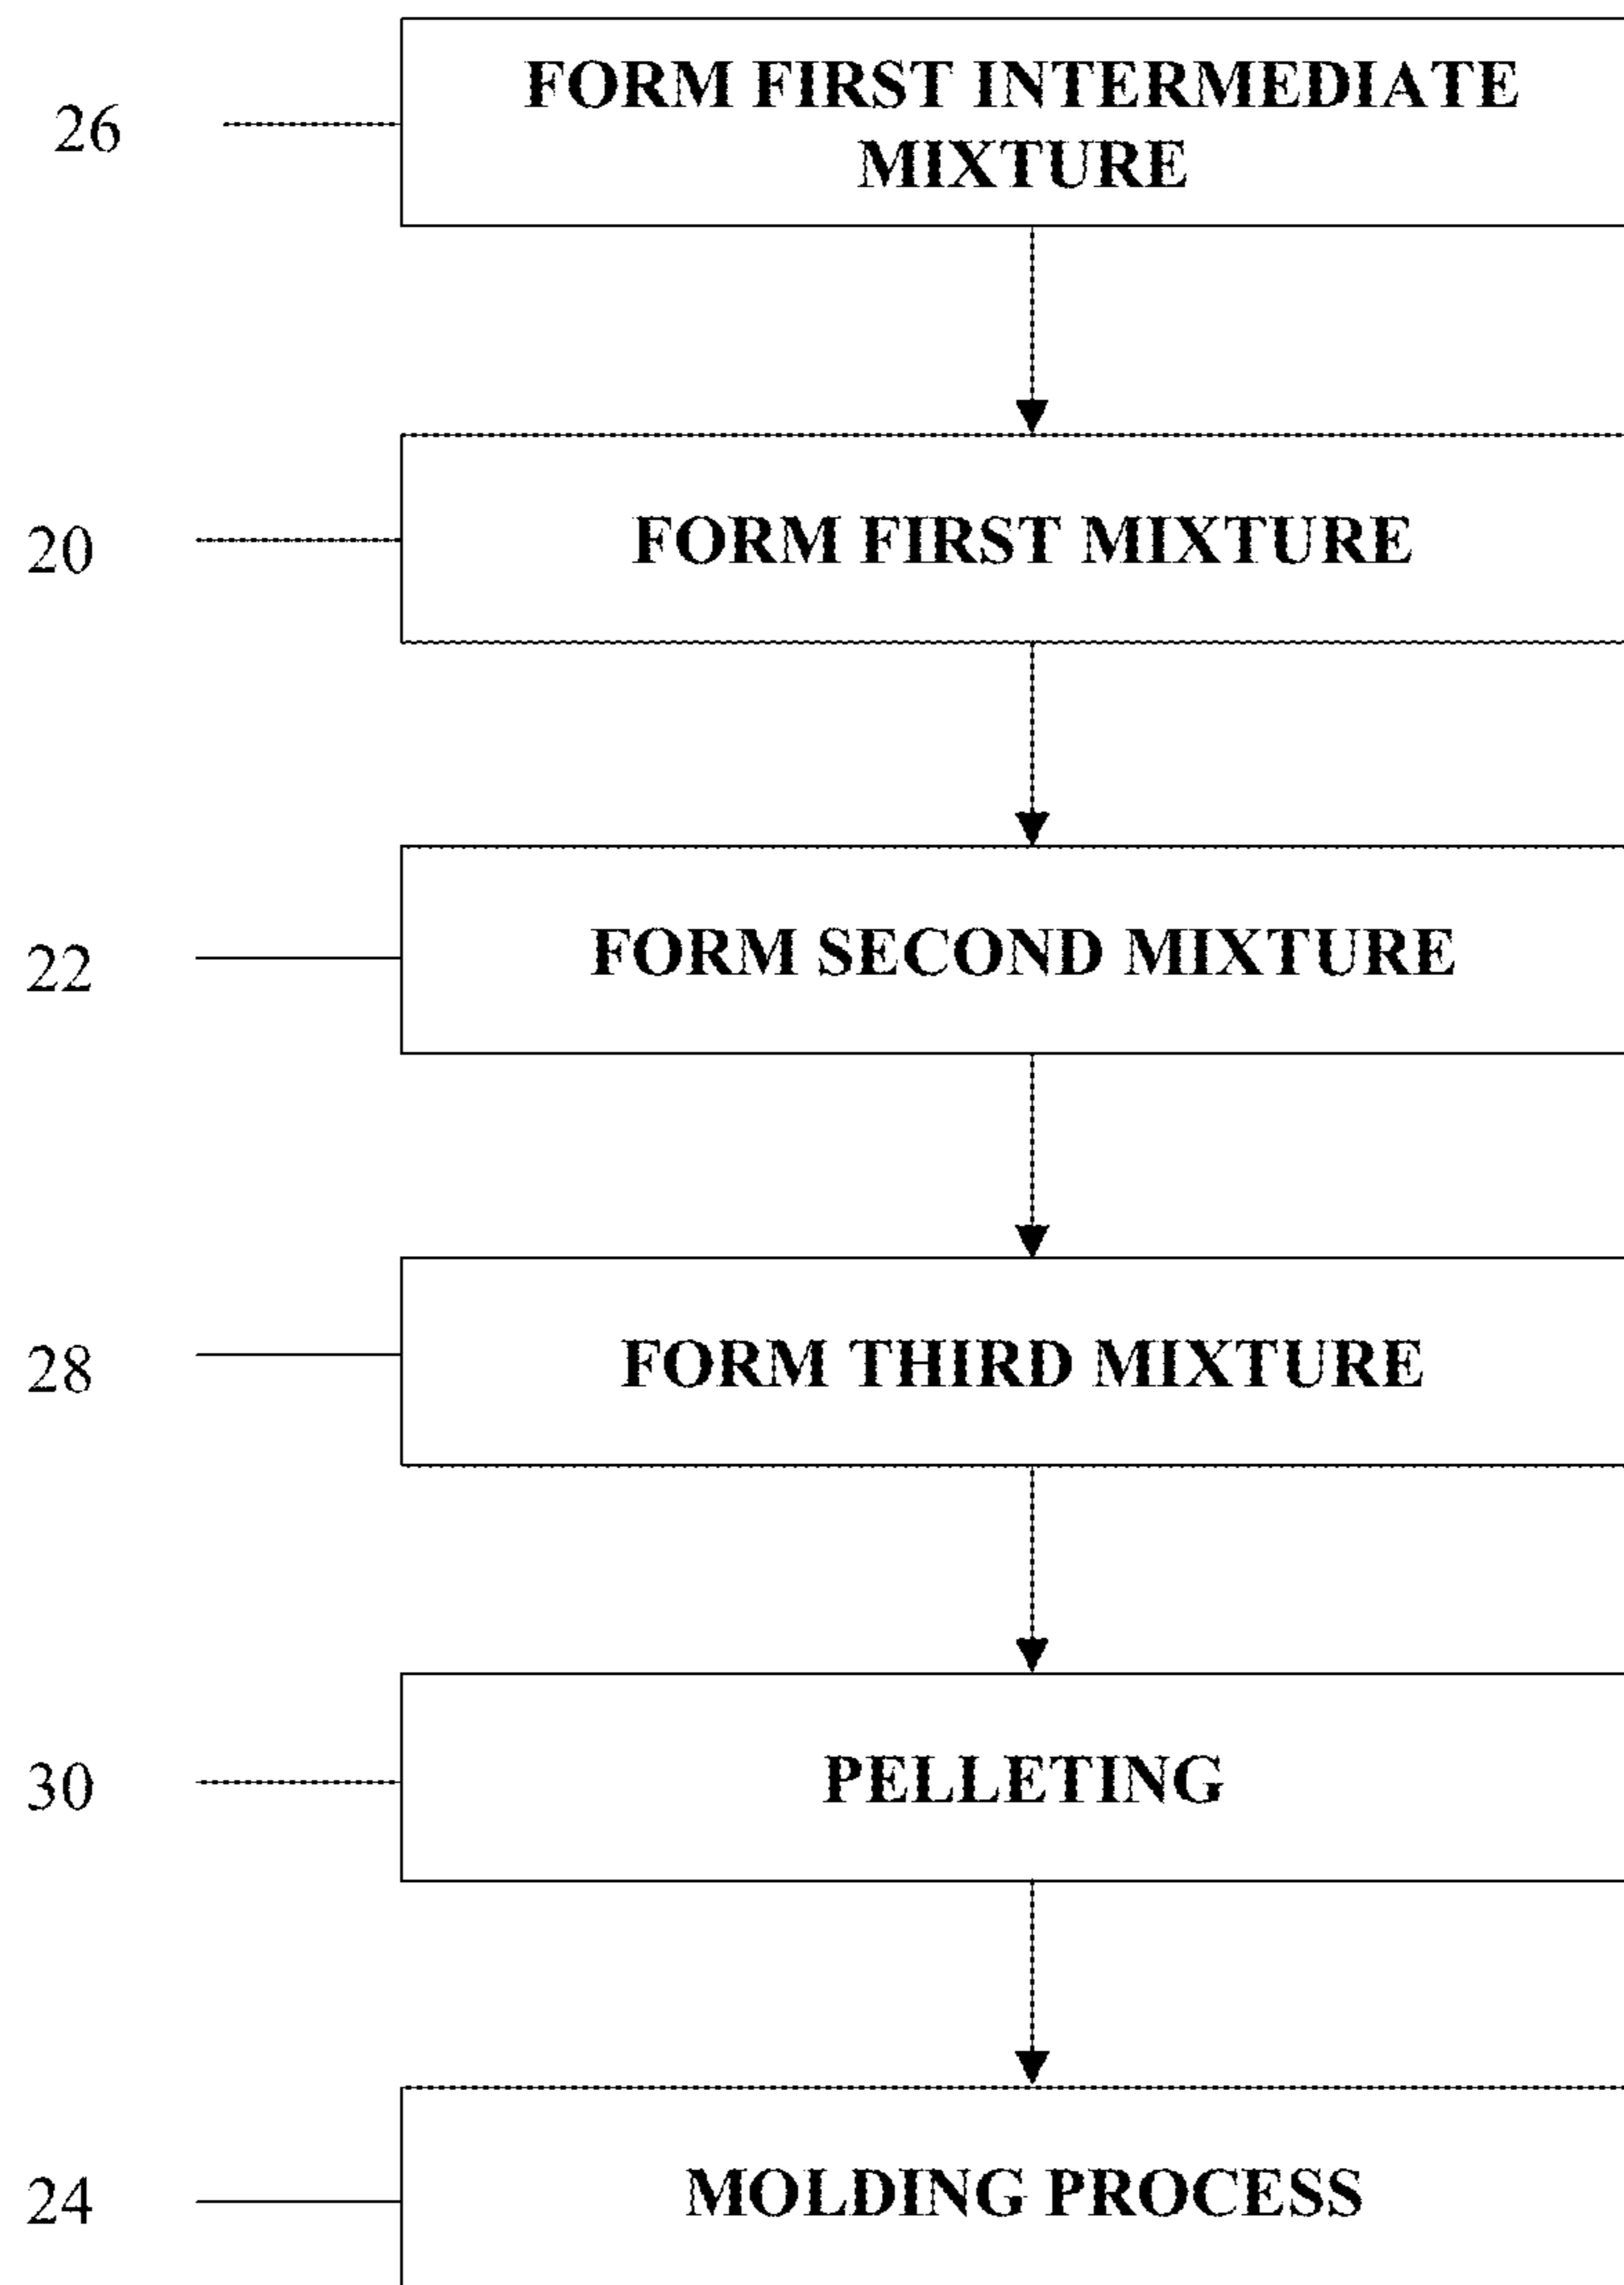 26
FORM FIRST INTERMEDIATE
MIXTURE
20
FORM FIRST MIXTURE
22
FORM SECOND MIXTURE
28
FORM THIRD MIXTURE
30
PELLETING
24
MOLDING PROCESS